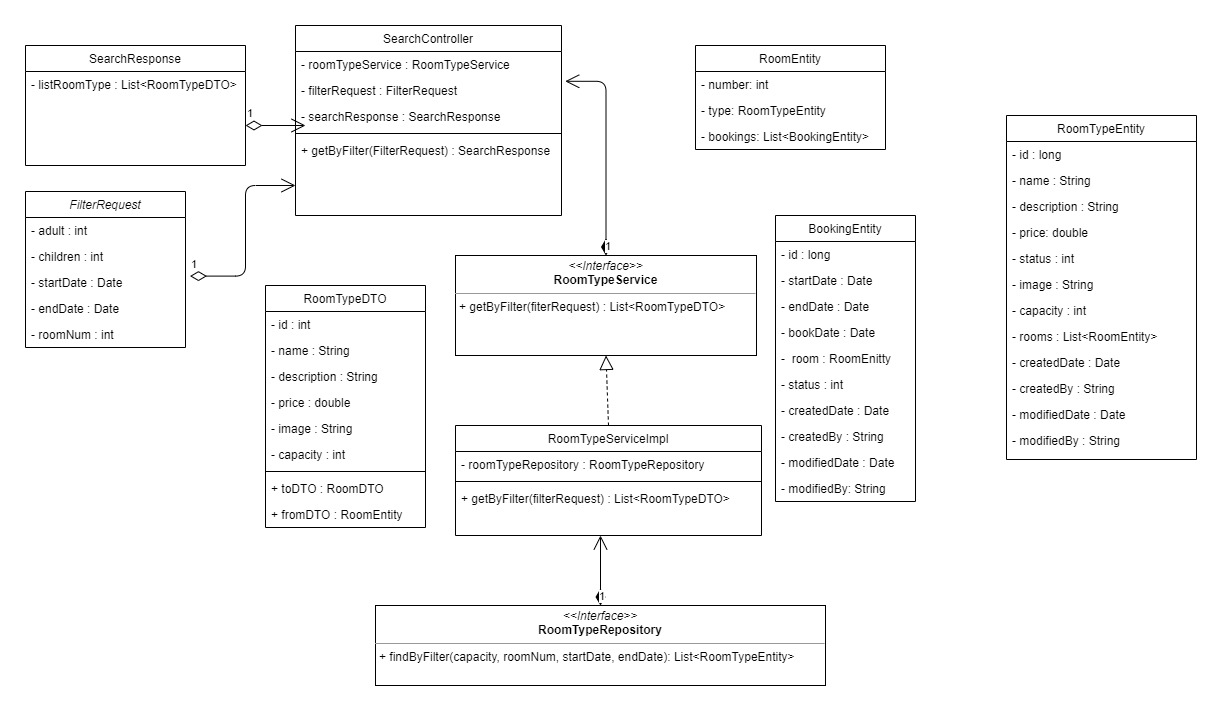 SearchResponse
- listRoomType : List<RoomTypeDTO>
1
SearchController
- roomTypeService : RoomTypeService
- filterRequest : FilterRequest
- searchResponse : SearchResponse
+ getByFilter(FilterRequest) : SearchResponse
FilterRequest
- adult : int
- children : int
- startDate : Date
- endDate : Date
- roomNum : int
1
RoomTypeDTO
- id : int
- name : String
- description : String
- price : double
- image : String
- capacity : int
+ toDTO : RoomDTO
+ fromDTO : RoomEntity
1
<<Interface>>
RoomTypeService
+ getByFilter(fiterRequest) : List<RoomTypeDTO>
RoomTypeServiceImpl
- roomTypeRepository : RoomTypeRepository
+ getByFilter(filterRequest) : List<RoomTypeDTO>
1
<<Interface>>
RoomTypeRepository
+ findByFilter(capacity, roomNum, startDate, endDate): List<RoomTypeEntity>
RoomEntity
- number: int
- type: RoomTypeEntity
- bookings: List<BookingEntity>
BookingEntity
- id : long
- startDate : Date
- endDate : Date
- bookDate : Date
- room : RoomEnitty
- status : int
- createdDate : Date
- createdBy : String
- modifiedDate : Date
- modifiedBy: String
RoomTypeEntity
- id : long
- name : String
- description : String
- price: double
- status : int
- image : String
- capacity : int
- rooms : List<RoomEntity>
- createdDate : Date
- createdBy : String
- modifiedDate : Date
- modifiedBy : String